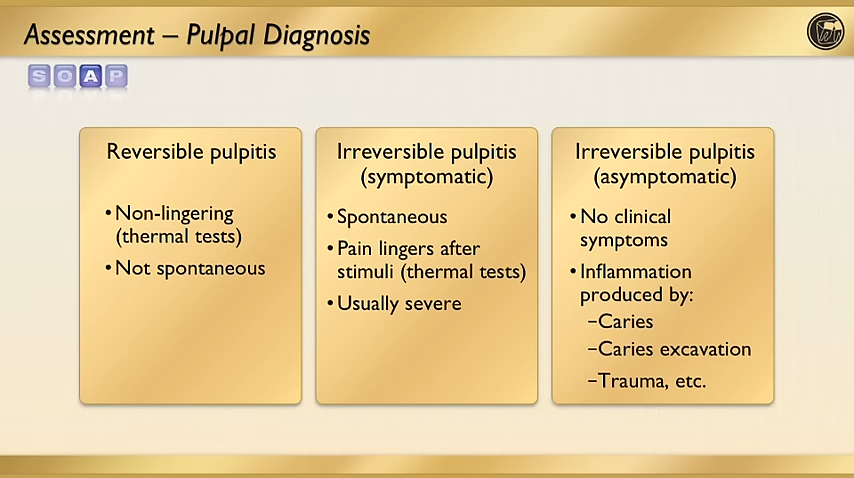 Assessment – Pulpal Diagnosis
S O A P
Reversible pulpitis
•Non-lingering
(thermal tests)
•Not spontaneous
Irreversible pulpitis
(symptomatic)
•Spontaneous
•Pain lingers after
stimuli (thermal tests)
•Usually severe
Irreversible pulpitis
(asymptomatic)
•No clinical
symptoms
•Inflammation
produced by:
–Caries
–Caries excavation
–Trauma, etc.